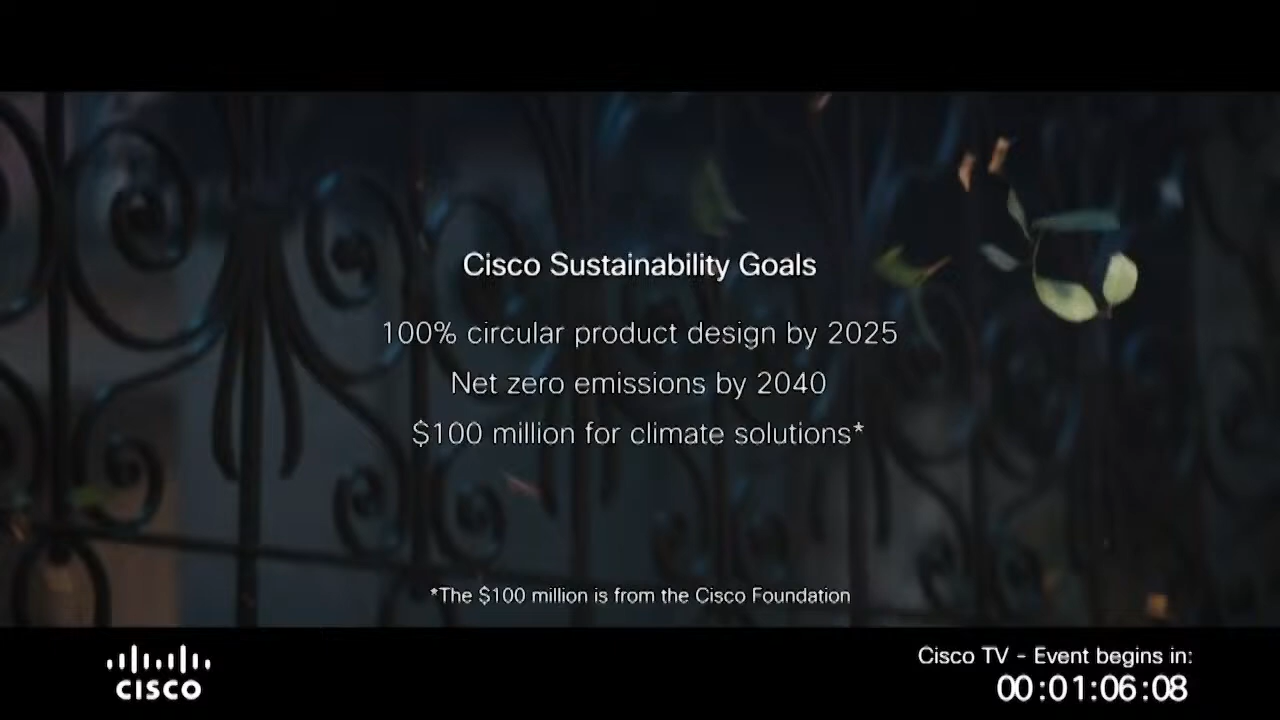 Cisco Sustainability Goals
100% circular product design by 2025
Net zero emissions by 2040
$100 million for climate solutions*
*The $100 million is from the Cisco Foundation
CISCO
Cisco TV - Event begins in:
00:01:06:08